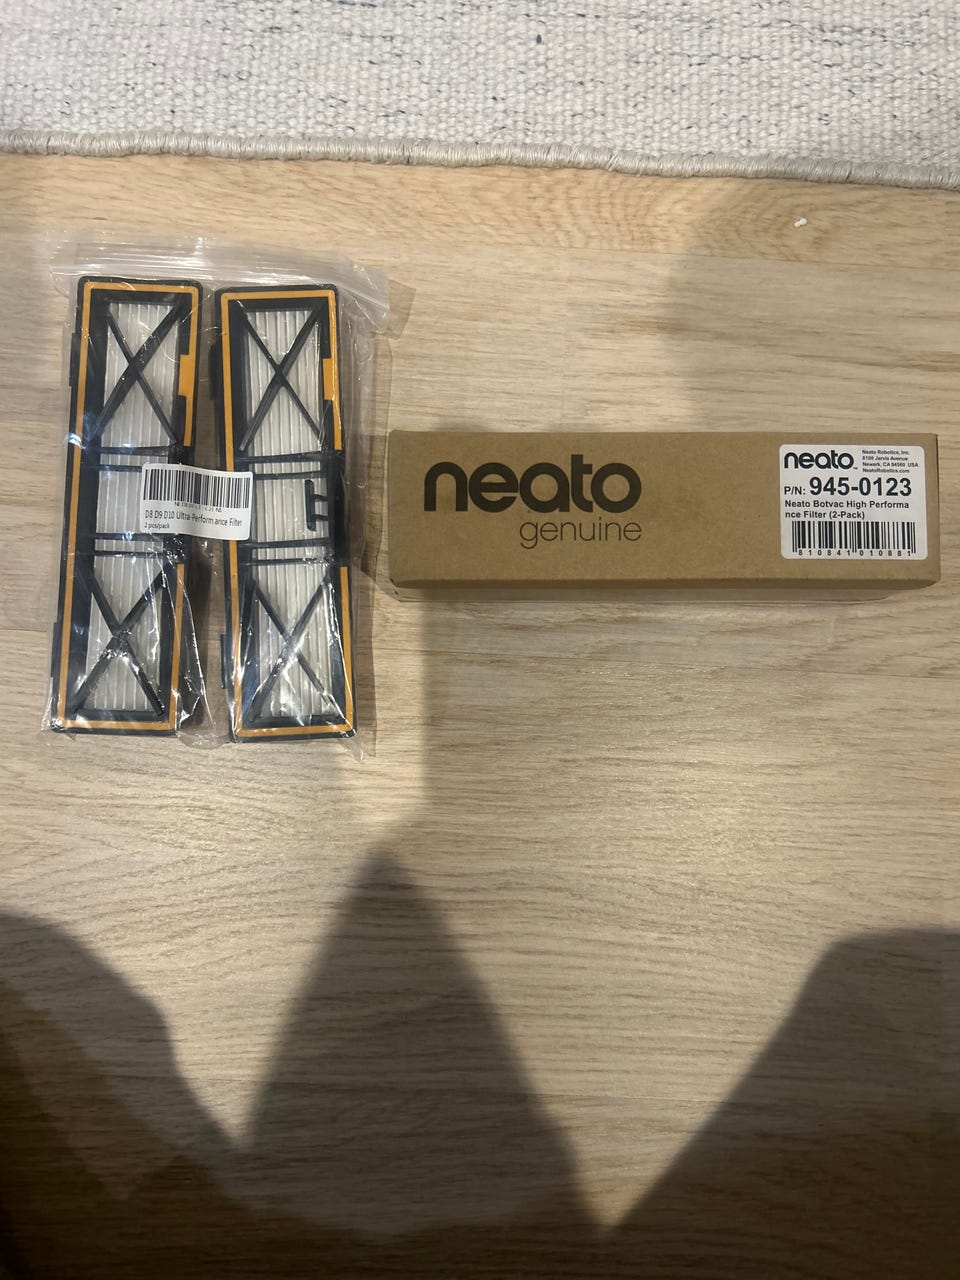 D8 D9 D10 Ultra-Perform ance Filter
2 pcs/pack
neato
genuine
neato
Neato Robotics, Inc.
8100 Jarvis Avenue
Newark, CA 94560 USA
NeatoRobotics.com
P/N: 945-0123
Neato Botvac High Performa
nce Filter (2-Pack)
810841010881